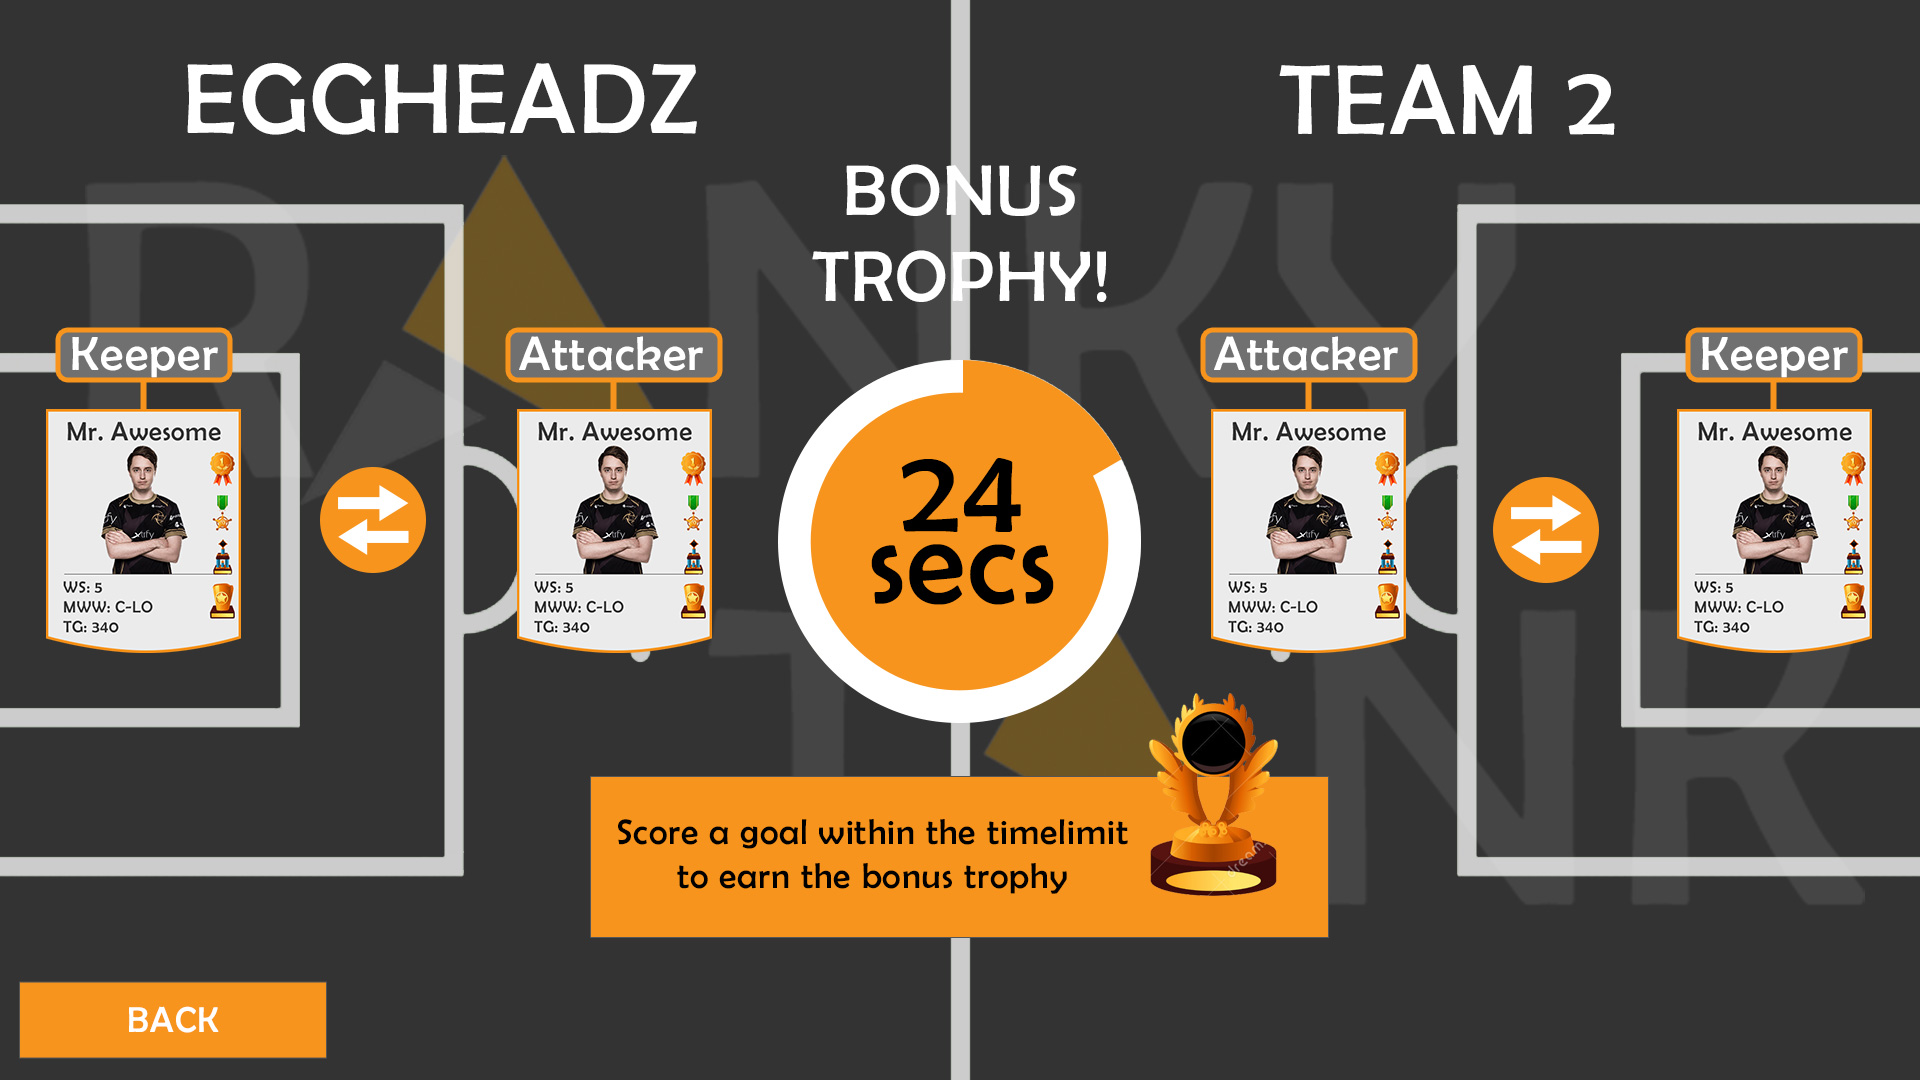 EGGHEADZ
TEAM 2
BONUS
TROPHY!
Keeper
Attacker
Attacker
Keeper
Mr. Awesome
WS: 5
MWW: C-LO
TG: 340
Mr. Awesome
WS: 5
MWW: C-LO
TG: 340
24
secs
Mr. Awesome
WS: 5
MWW: C-LO
TG: 340
Mr. Awesome
WS: 5
MWW: C-LO
TG: 340
Score a goal within the timelimit
to earn the bonus trophy
BACK